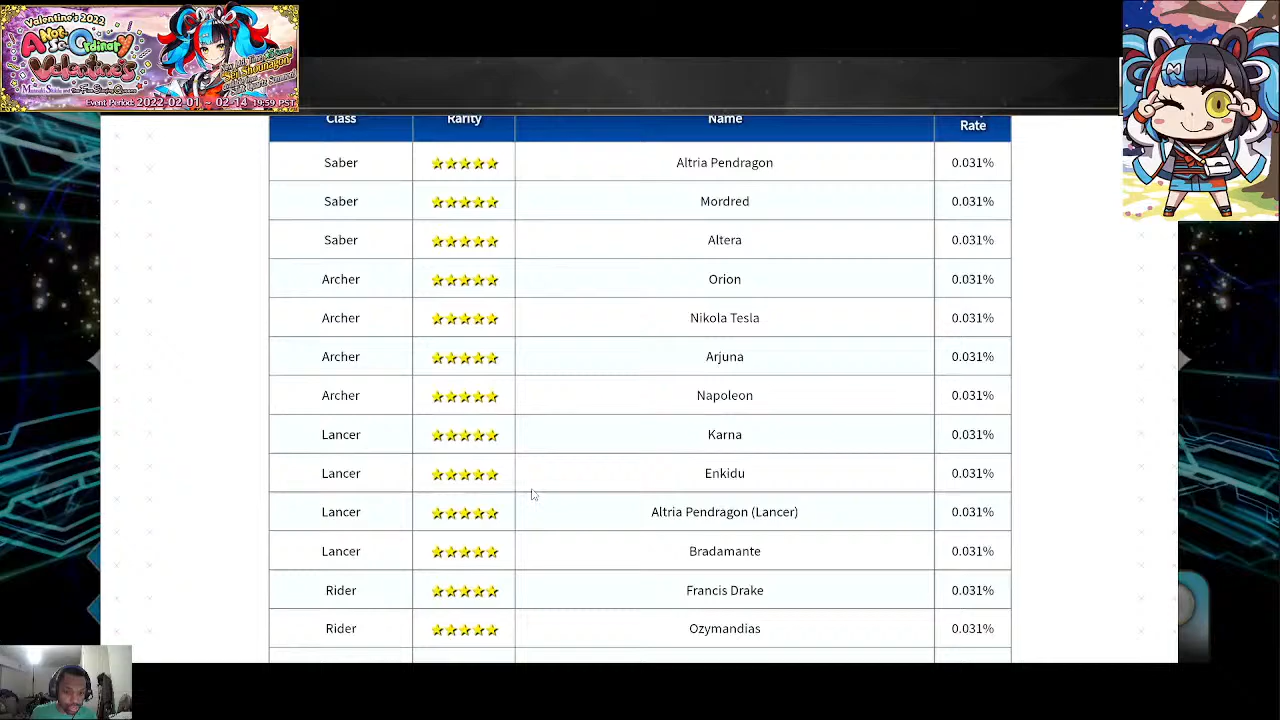 Valentine's 2022
A Not So Ordinary
Valentine's
Event Period: 2022-02-01 ~ 02-14 19:59 PST
Class Rarity Name Rate
Saber ★★★★★ Altria Pendragon 0.031%
Saber ★★★★★ Mordred 0.031%
Saber ★★★★★ Altera 0.031%
Archer ★★★★★ Orion 0.031%
Archer ★★★★★ Nikola Tesla 0.031%
Archer ★★★★★ Arjuna 0.031%
Archer ★★★★★ Napoleon 0.031%
Lancer ★★★★★ Karna 0.031%
Lancer ★★★★★ Enkidu 0.031%
Lancer ★★★★★ Altria Pendragon (Lancer) 0.031%
Lancer ★★★★★ Bradamante 0.031%
Rider ★★★★★ Francis Drake 0.031%
Rider ★★★★★ Ozymandias 0.031%